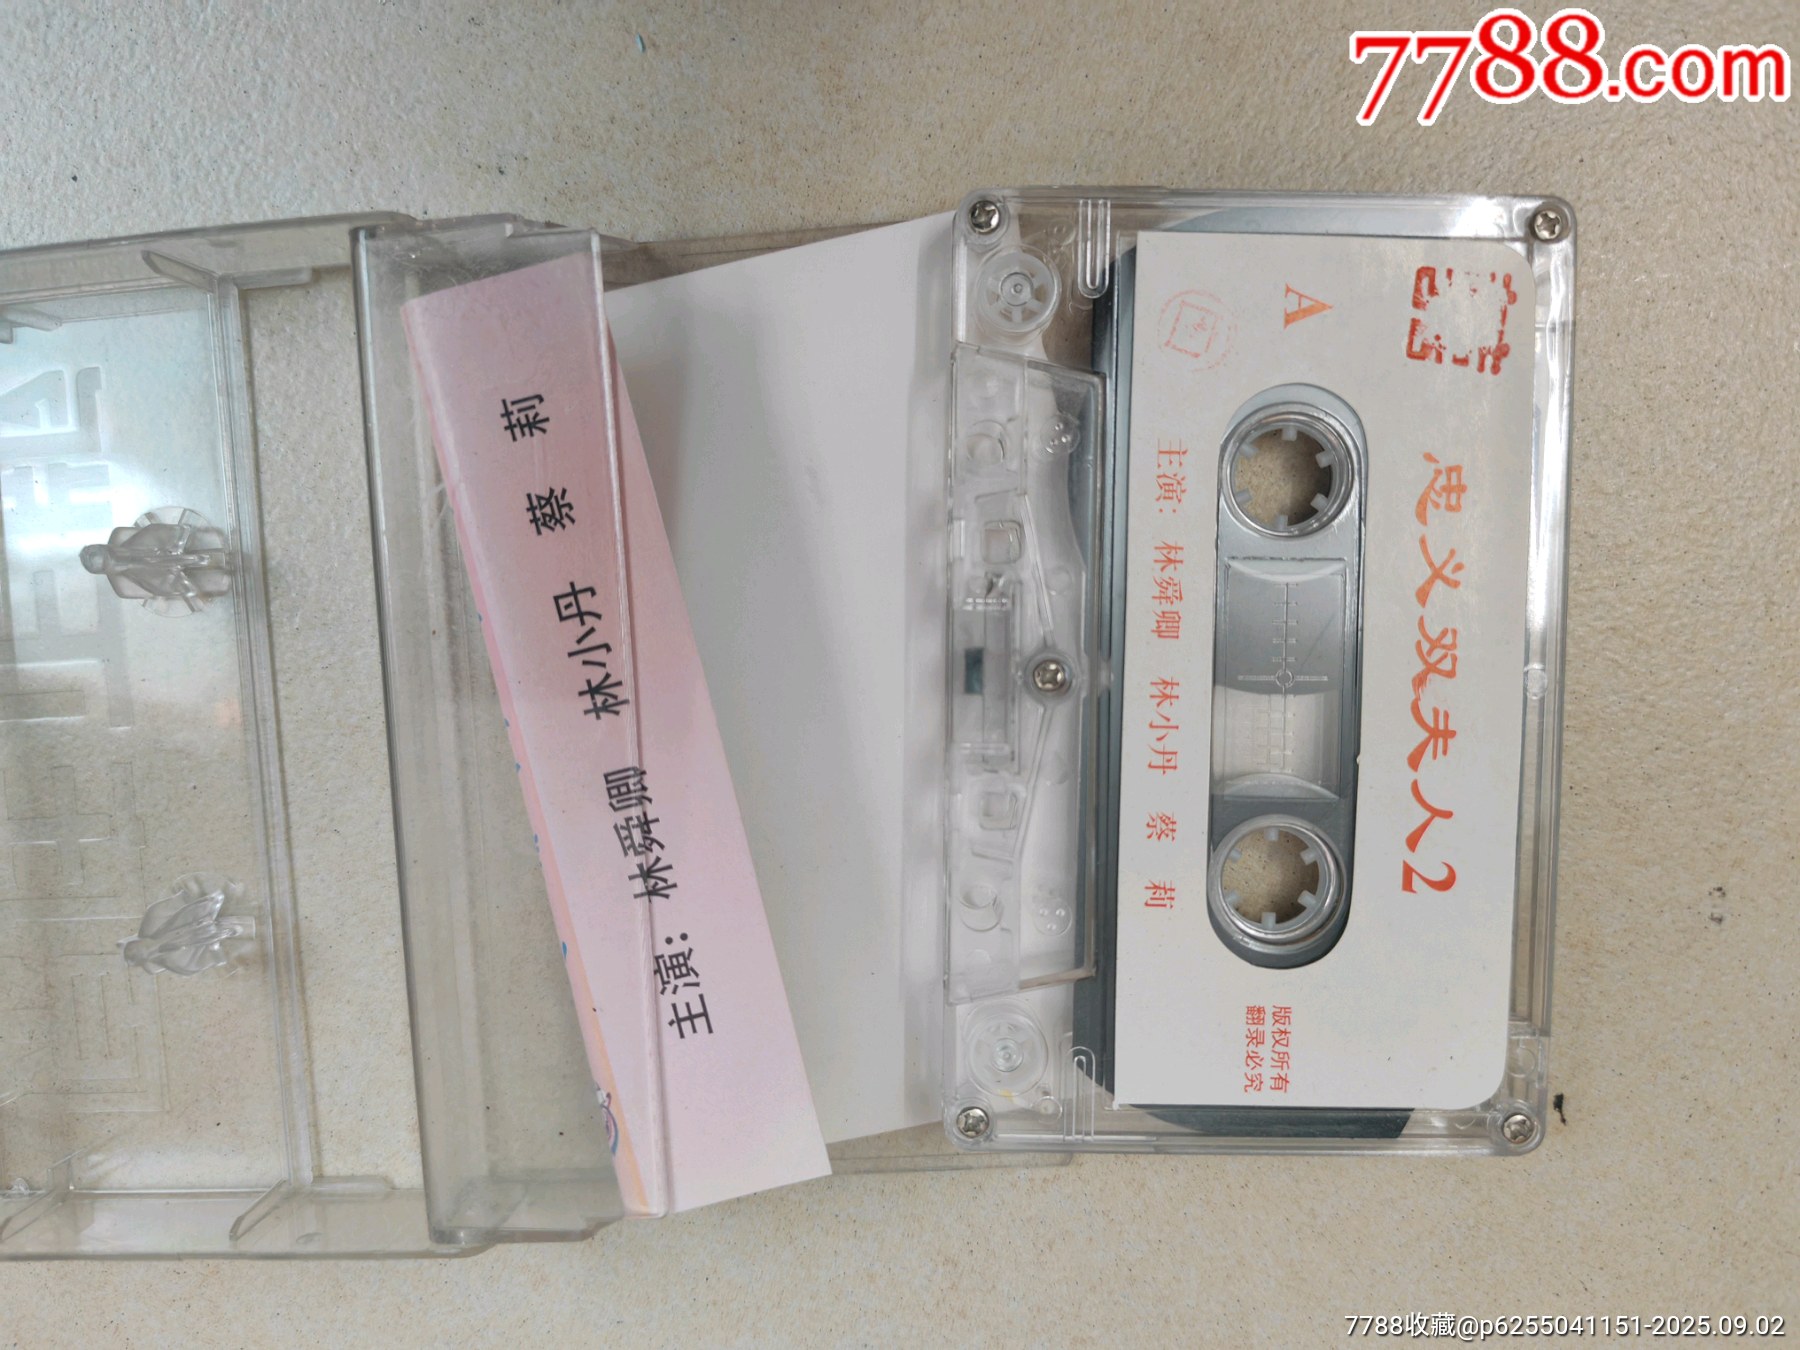 7788.com
主演：林舜卿 林小丹 蔡 莉
A
忠义双夫人2
主演：林舜卿 林小丹 蔡 莉
版权所有
翻录必究
7788收藏@p6255041151-2025.09.02